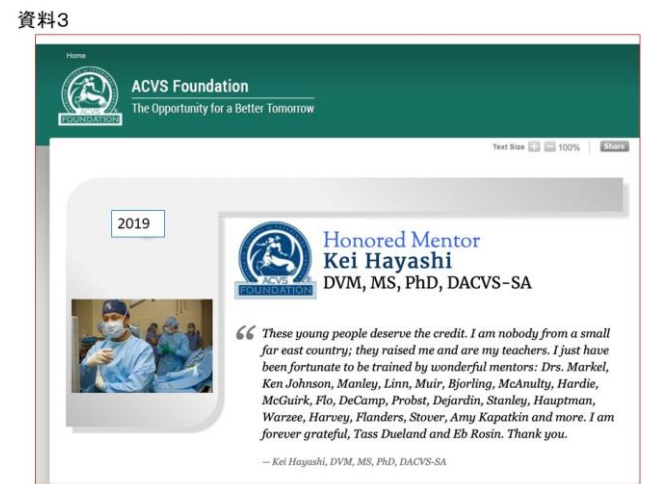 資料3
Home
ACVS Foundation
The Opportunity for a Better Tomorrow
ACVS
FOUNDATION
Text Size + − 100% | Share
2019
Honored Mentor
Kei Hayashi
DVM, MS, PhD, DACVS-SA
ACVS
FOUNDATION
“ These young people deserve the credit. I am nobody from a small
far east country; they raised me and are my teachers. I just have
been fortunate to be trained by wonderful mentors: Drs. Markel,
Ken Johnson, Manley, Linn, Muir, Bjorling, McAnulty, Hardie,
McGuirk, Flo, DeCamp, Probst, Dejardin, Stanley, Hauptman,
Warzee, Harvey, Flanders, Stover, Amy Kapatkin and more. I am
forever grateful, Tass Dueland and Eb Rosin. Thank you.
— Kei Hayashi, DVM, MS, PhD, DACVS-SA